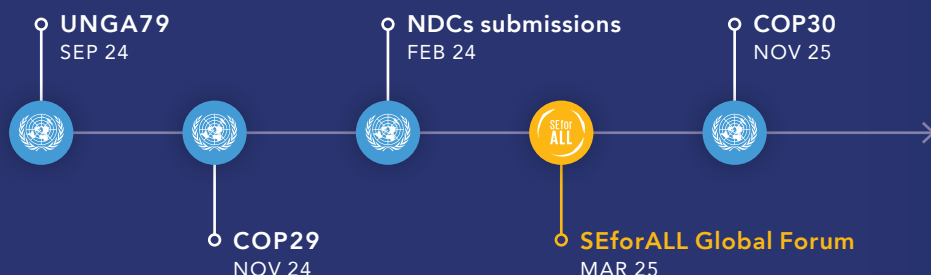 UNGA79
SEP 24
NDCs submissions
FEB 24
COP30
NOV 25
SEfor
ALL
COP29
NOV 24
SEforALL Global Forum
MAR 25